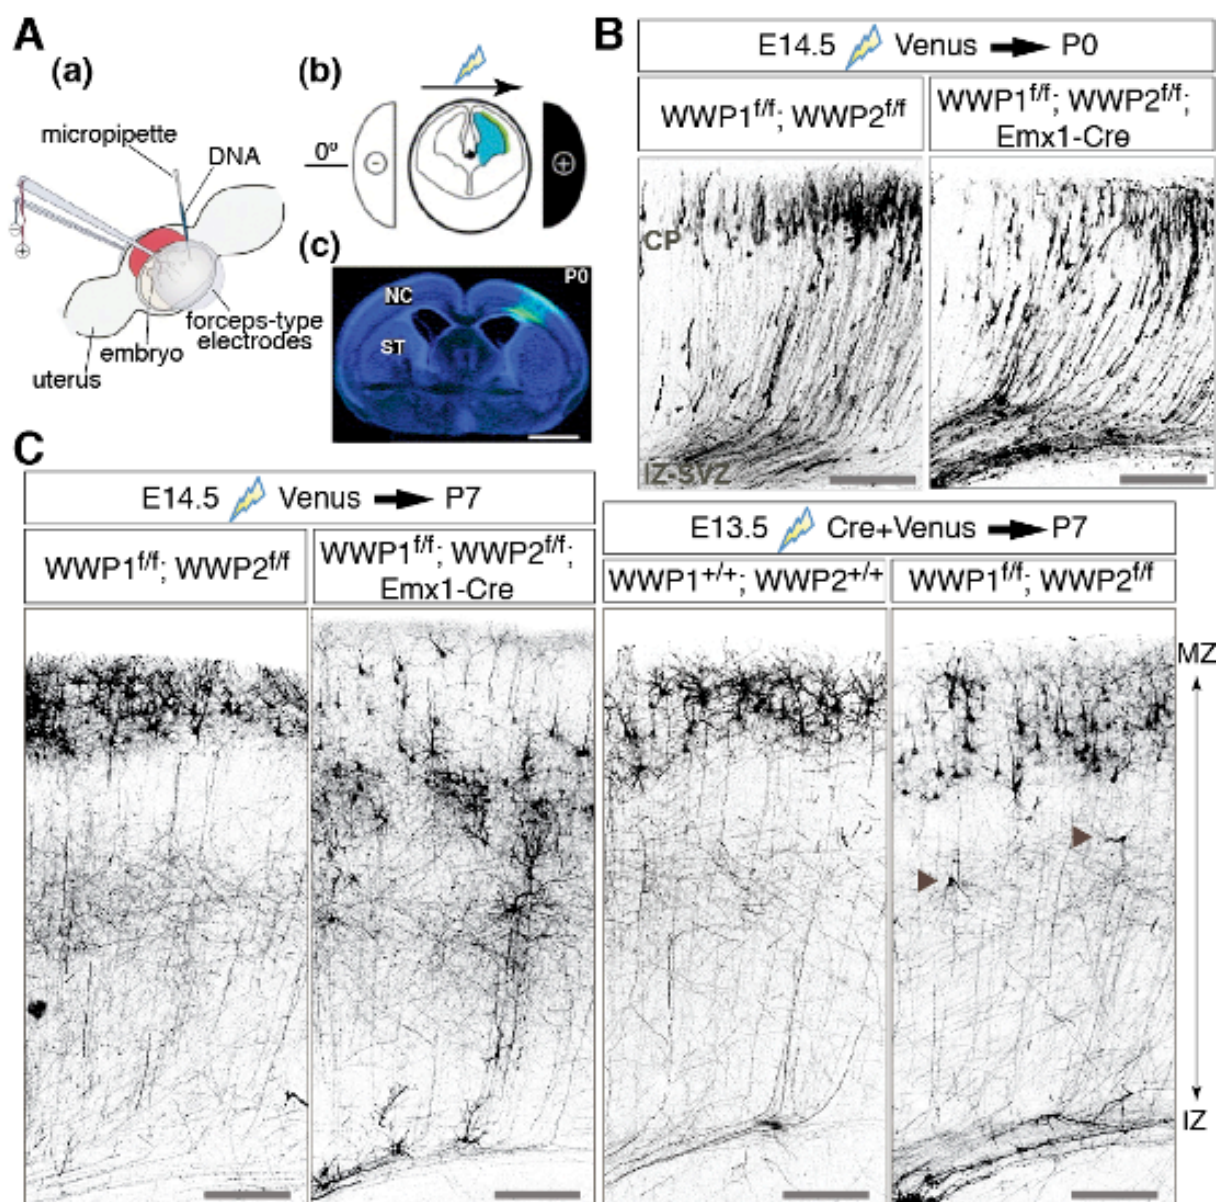 A
(a)
micropipette
DNA
−
+
forceps-type
electrodes
embryo
uterus
(b)
0º
−
+
(c)
P0
NC
ST
B
E14.5 Venus P0
WWP1f/f; WWP2f/f
WWP1f/f; WWP2f/f;
Emx1-Cre
CP
IZ-SVZ
C
E14.5 Venus P7
WWP1f/f; WWP2f/f
WWP1f/f; WWP2f/f;
Emx1-Cre
E13.5 Cre+Venus P7
WWP1+/+; WWP2+/+
WWP1f/f; WWP2f/f
MZ
IZ